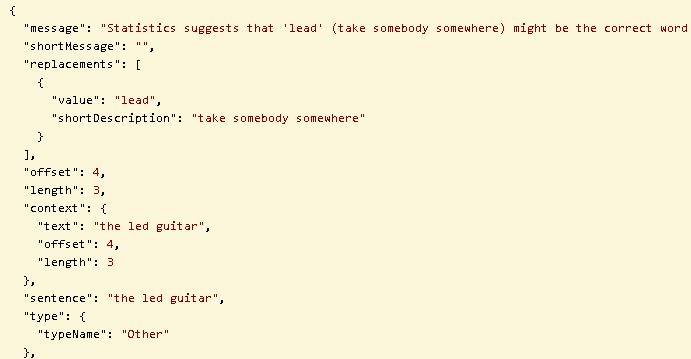 {
"message": "Statistics suggests that 'lead' (take somebody somewhere) might be the correct word
"shortMessage": "",
"replacements": [
{
"value": "lead",
"shortDescription": "take somebody somewhere"
}
],
"offset": 4,
"length": 3,
"context": {
"text": "the led guitar",
"offset": 4,
"length": 3
},
"sentence": "the led guitar",
"type": {
"typeName": "Other"
},